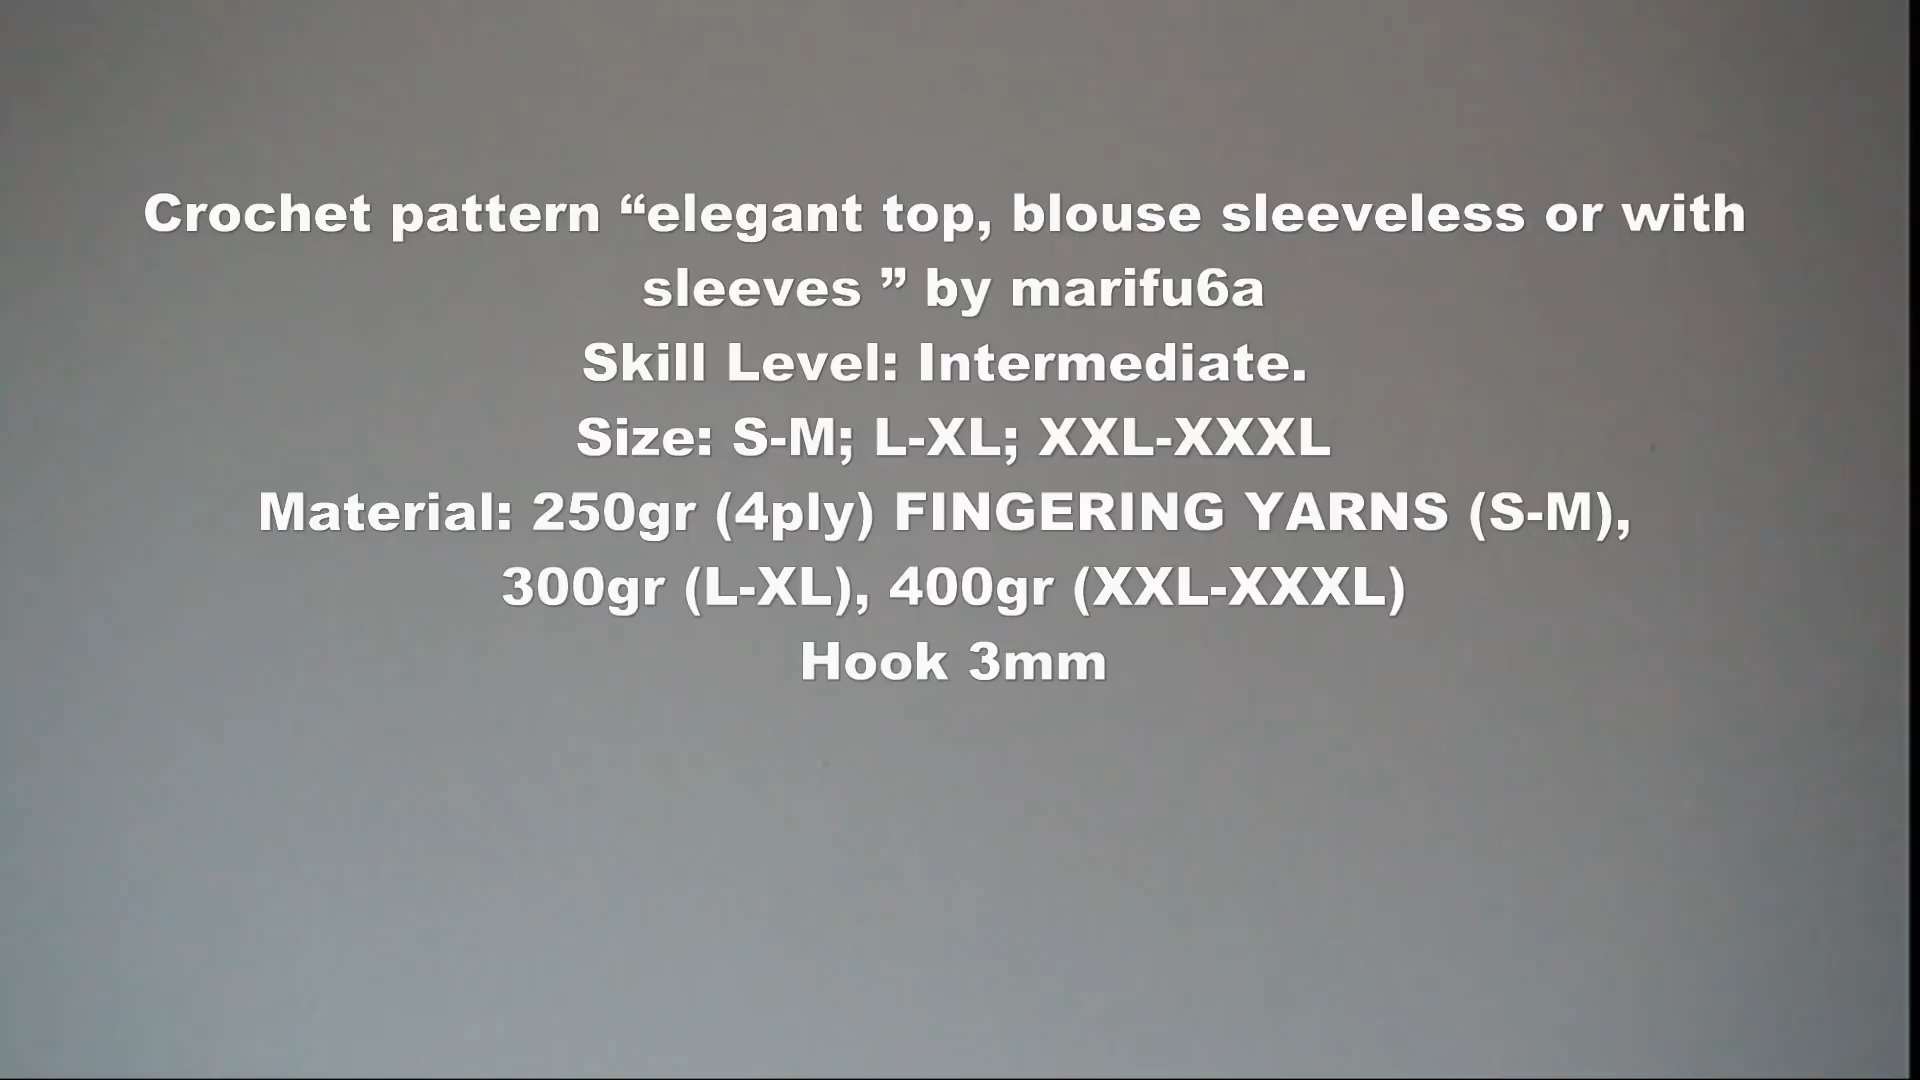 Crochet pattern “elegant top, blouse sleeveless or with
sleeves ” by marifu6a
Skill Level: Intermediate.
Size: S-M; L-XL; XXL-XXXL
Material: 250gr (4ply) FINGERING YARNS (S-M),
300gr (L-XL), 400gr (XXL-XXXL)
Hook 3mm